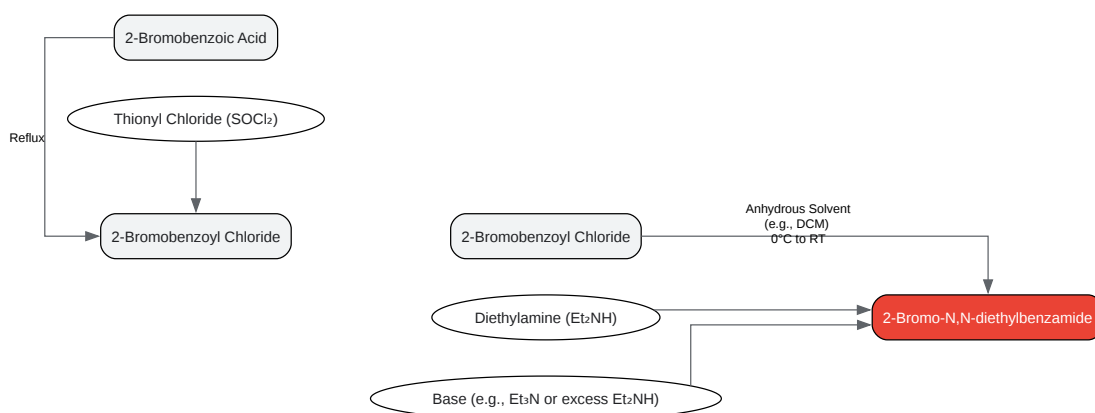 2-Bromobenzoic Acid
Thionyl Chloride (SOCl₂)
Reflux
2-Bromobenzoyl Chloride
2-Bromobenzoyl Chloride
Anhydrous Solvent
(e.g., DCM)
0°C to RT
Diethylamine (Et₂NH)
2-Bromo-N,N-diethylbenzamide
Base (e.g., Et₃N or excess Et₂NH)